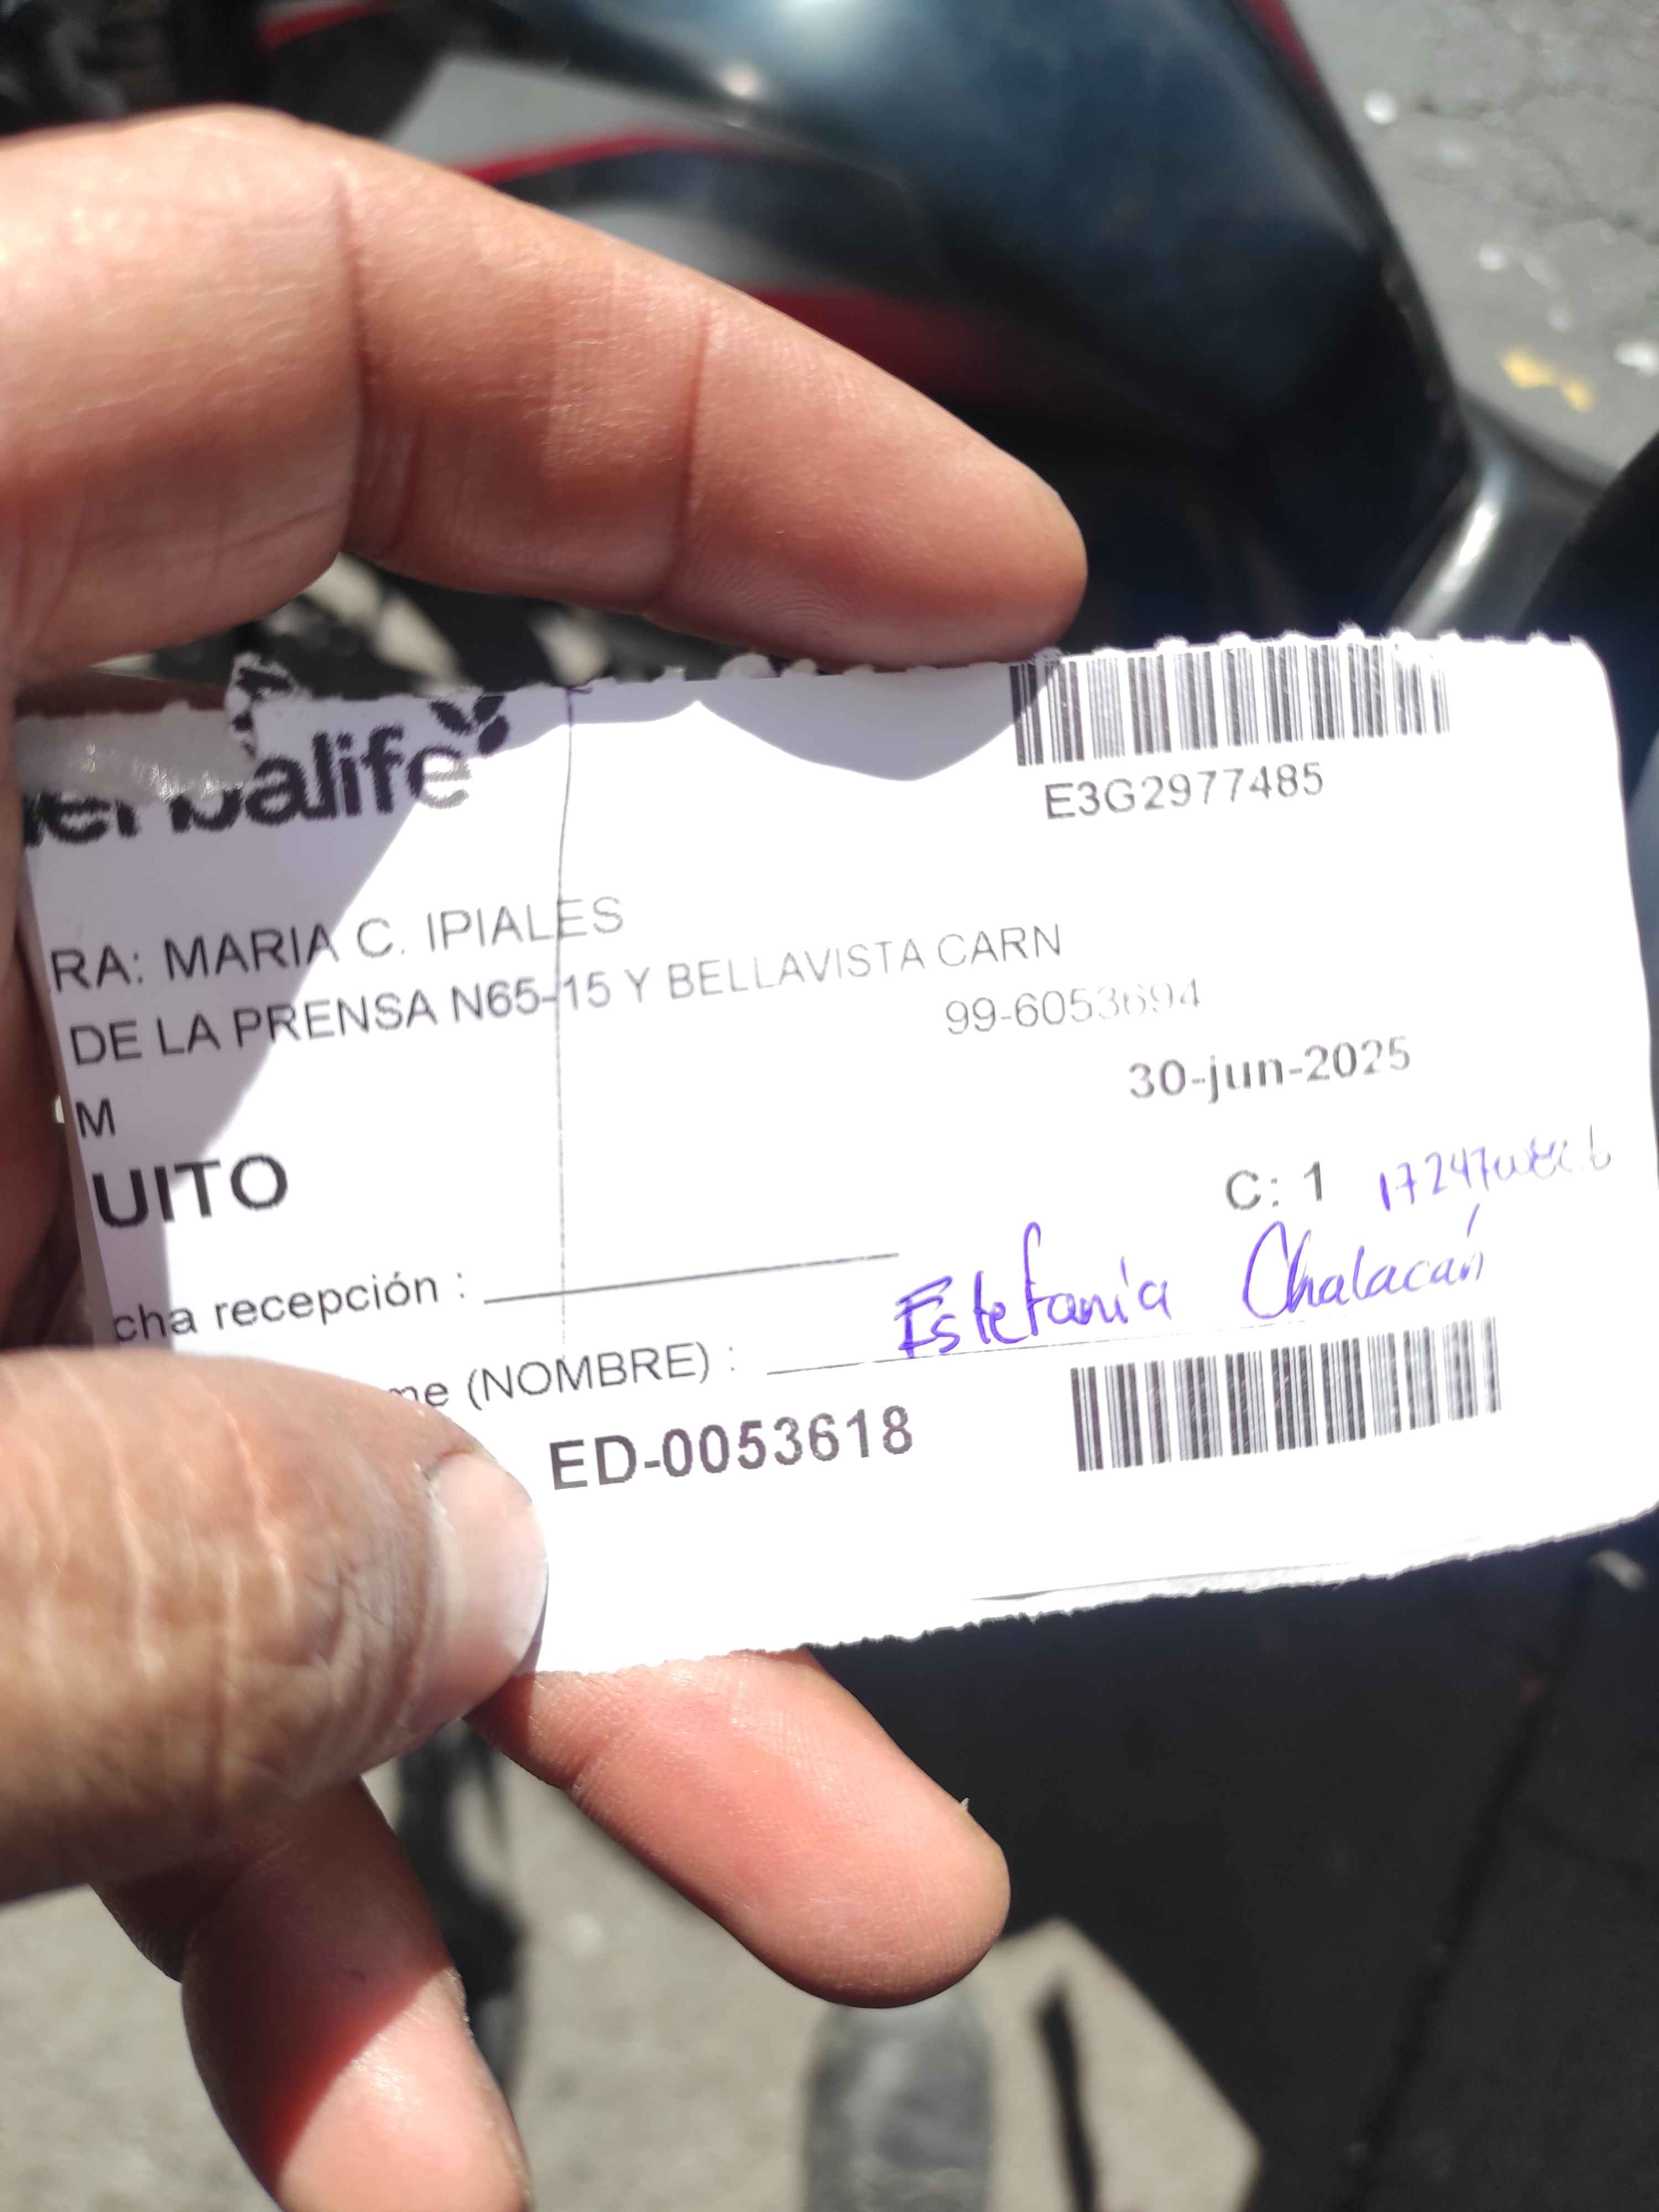 herbalife
E3G2977485
RA: MARIA C. IPIALES
DE LA PRENSA N65-15 Y BELLAVISTA CARN
99-6053694
30-jun-2025
M
UITO
C: 1
cha recepción :
me (NOMBRE) : Estefanía Chalacán
ED-0053618